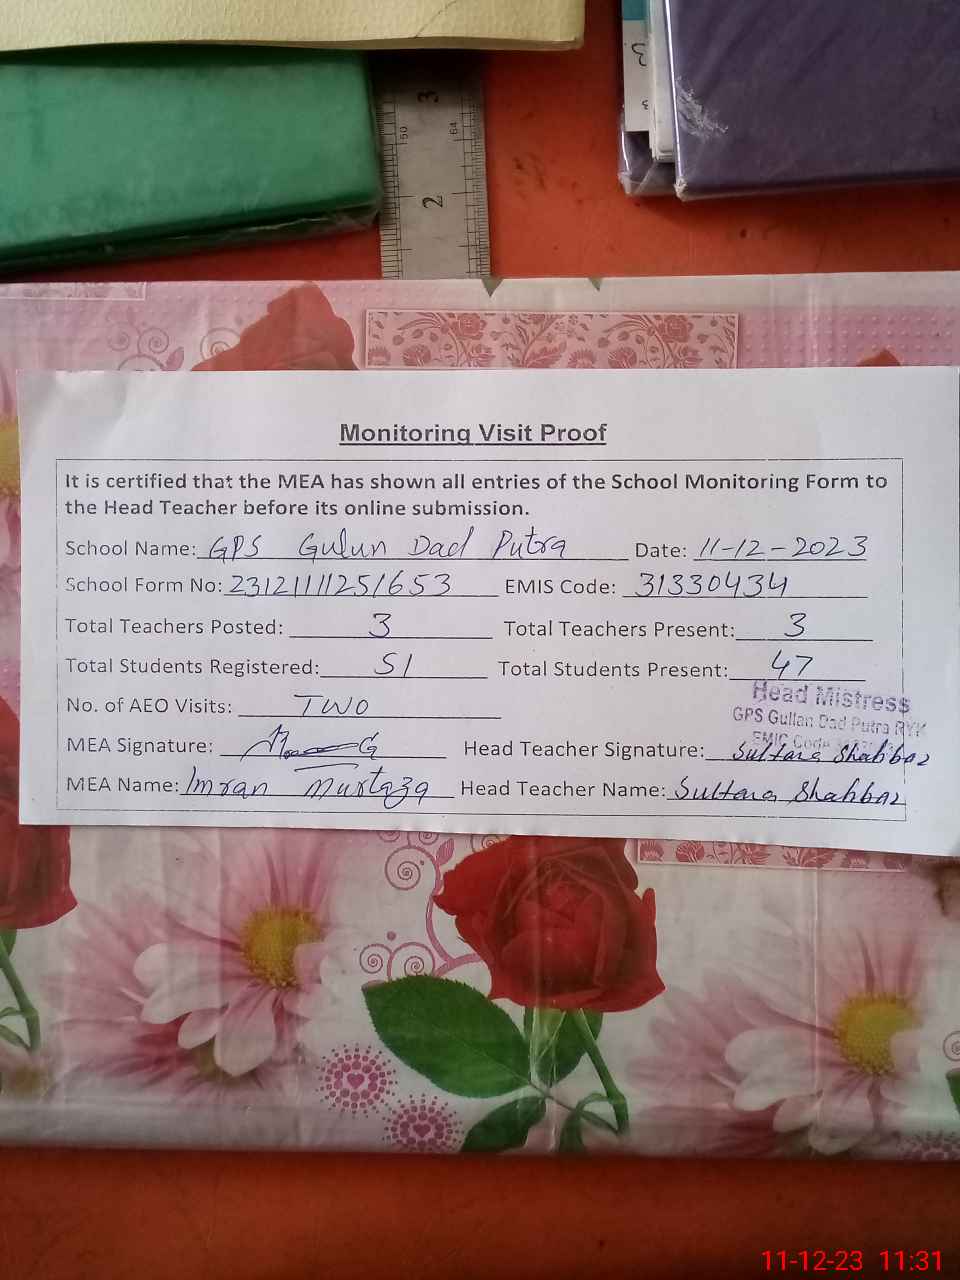 3
64
50
2
Monitoring Visit Proof
It is certified that the MEA has shown all entries of the School Monitoring Form to
the Head Teacher before its online submission.
School Name: GPS Gulun Dad Putra Date: 11-12-2023
School Form No: EMIS Code: 31330434
Total Teachers Posted: 3 Total Teachers Present: 3
Total Students Registered: 51 Total Students Present: 47
Head Mistress
No. of AEO Visits: TWO
GPS Gullan Dad Putra RYK
EMIS Code
MEA Signature: Head Teacher Signature: Sultana Shahbaz
MEA Name: Imran Murtaza Head Teacher Name: Sultana Shahbaz
11-12-23 11:31